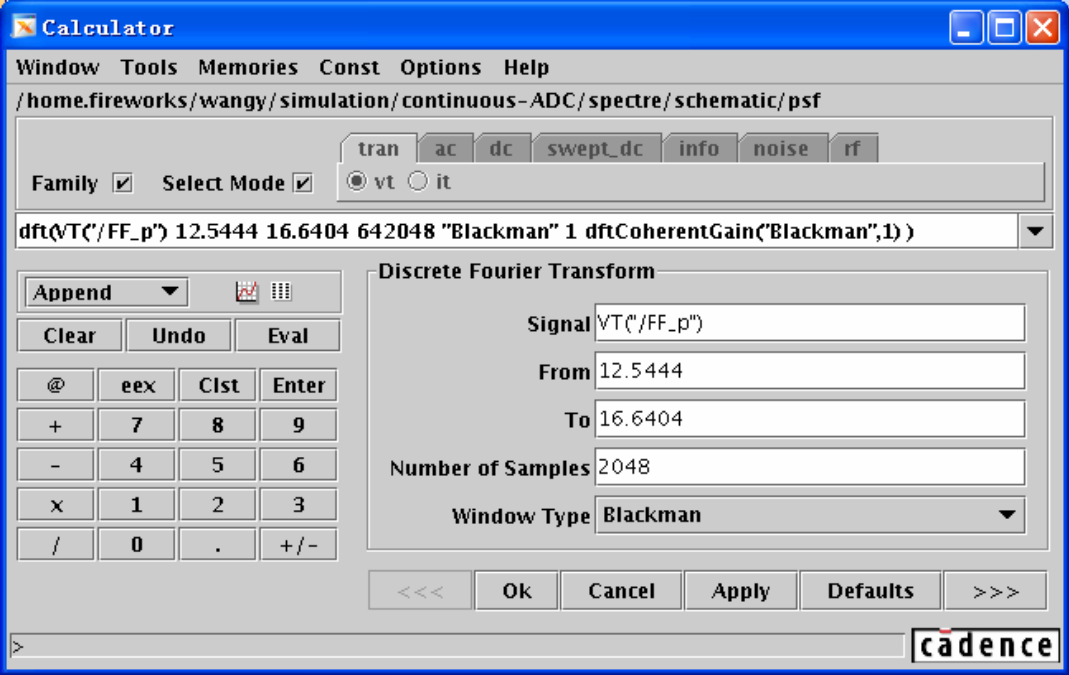 Calculator
Window Tools Memories Const Options Help
/home.fireworks/wangy/simulation/continuous-ADC/spectre/schematic/psf
tran ac dc swept_dc info noise rf
Family Select Mode vt it
dft(VT("/FF_p") 12.5444 16.6404 642048 "Blackman" 1 dftCoherentGain("Blackman",1) )
Discrete Fourier Transform
Append
Signal VT("/FF_p")
Clear Undo Eval
From 12.5444
@ eex Clst Enter
To 16.6404
+ 7 8 9
Number of Samples 2048
- 4 5 6
Window Type Blackman
x 1 2 3
/ 0 . +/-
<<< Ok Cancel Apply Defaults >>>
>
cādence